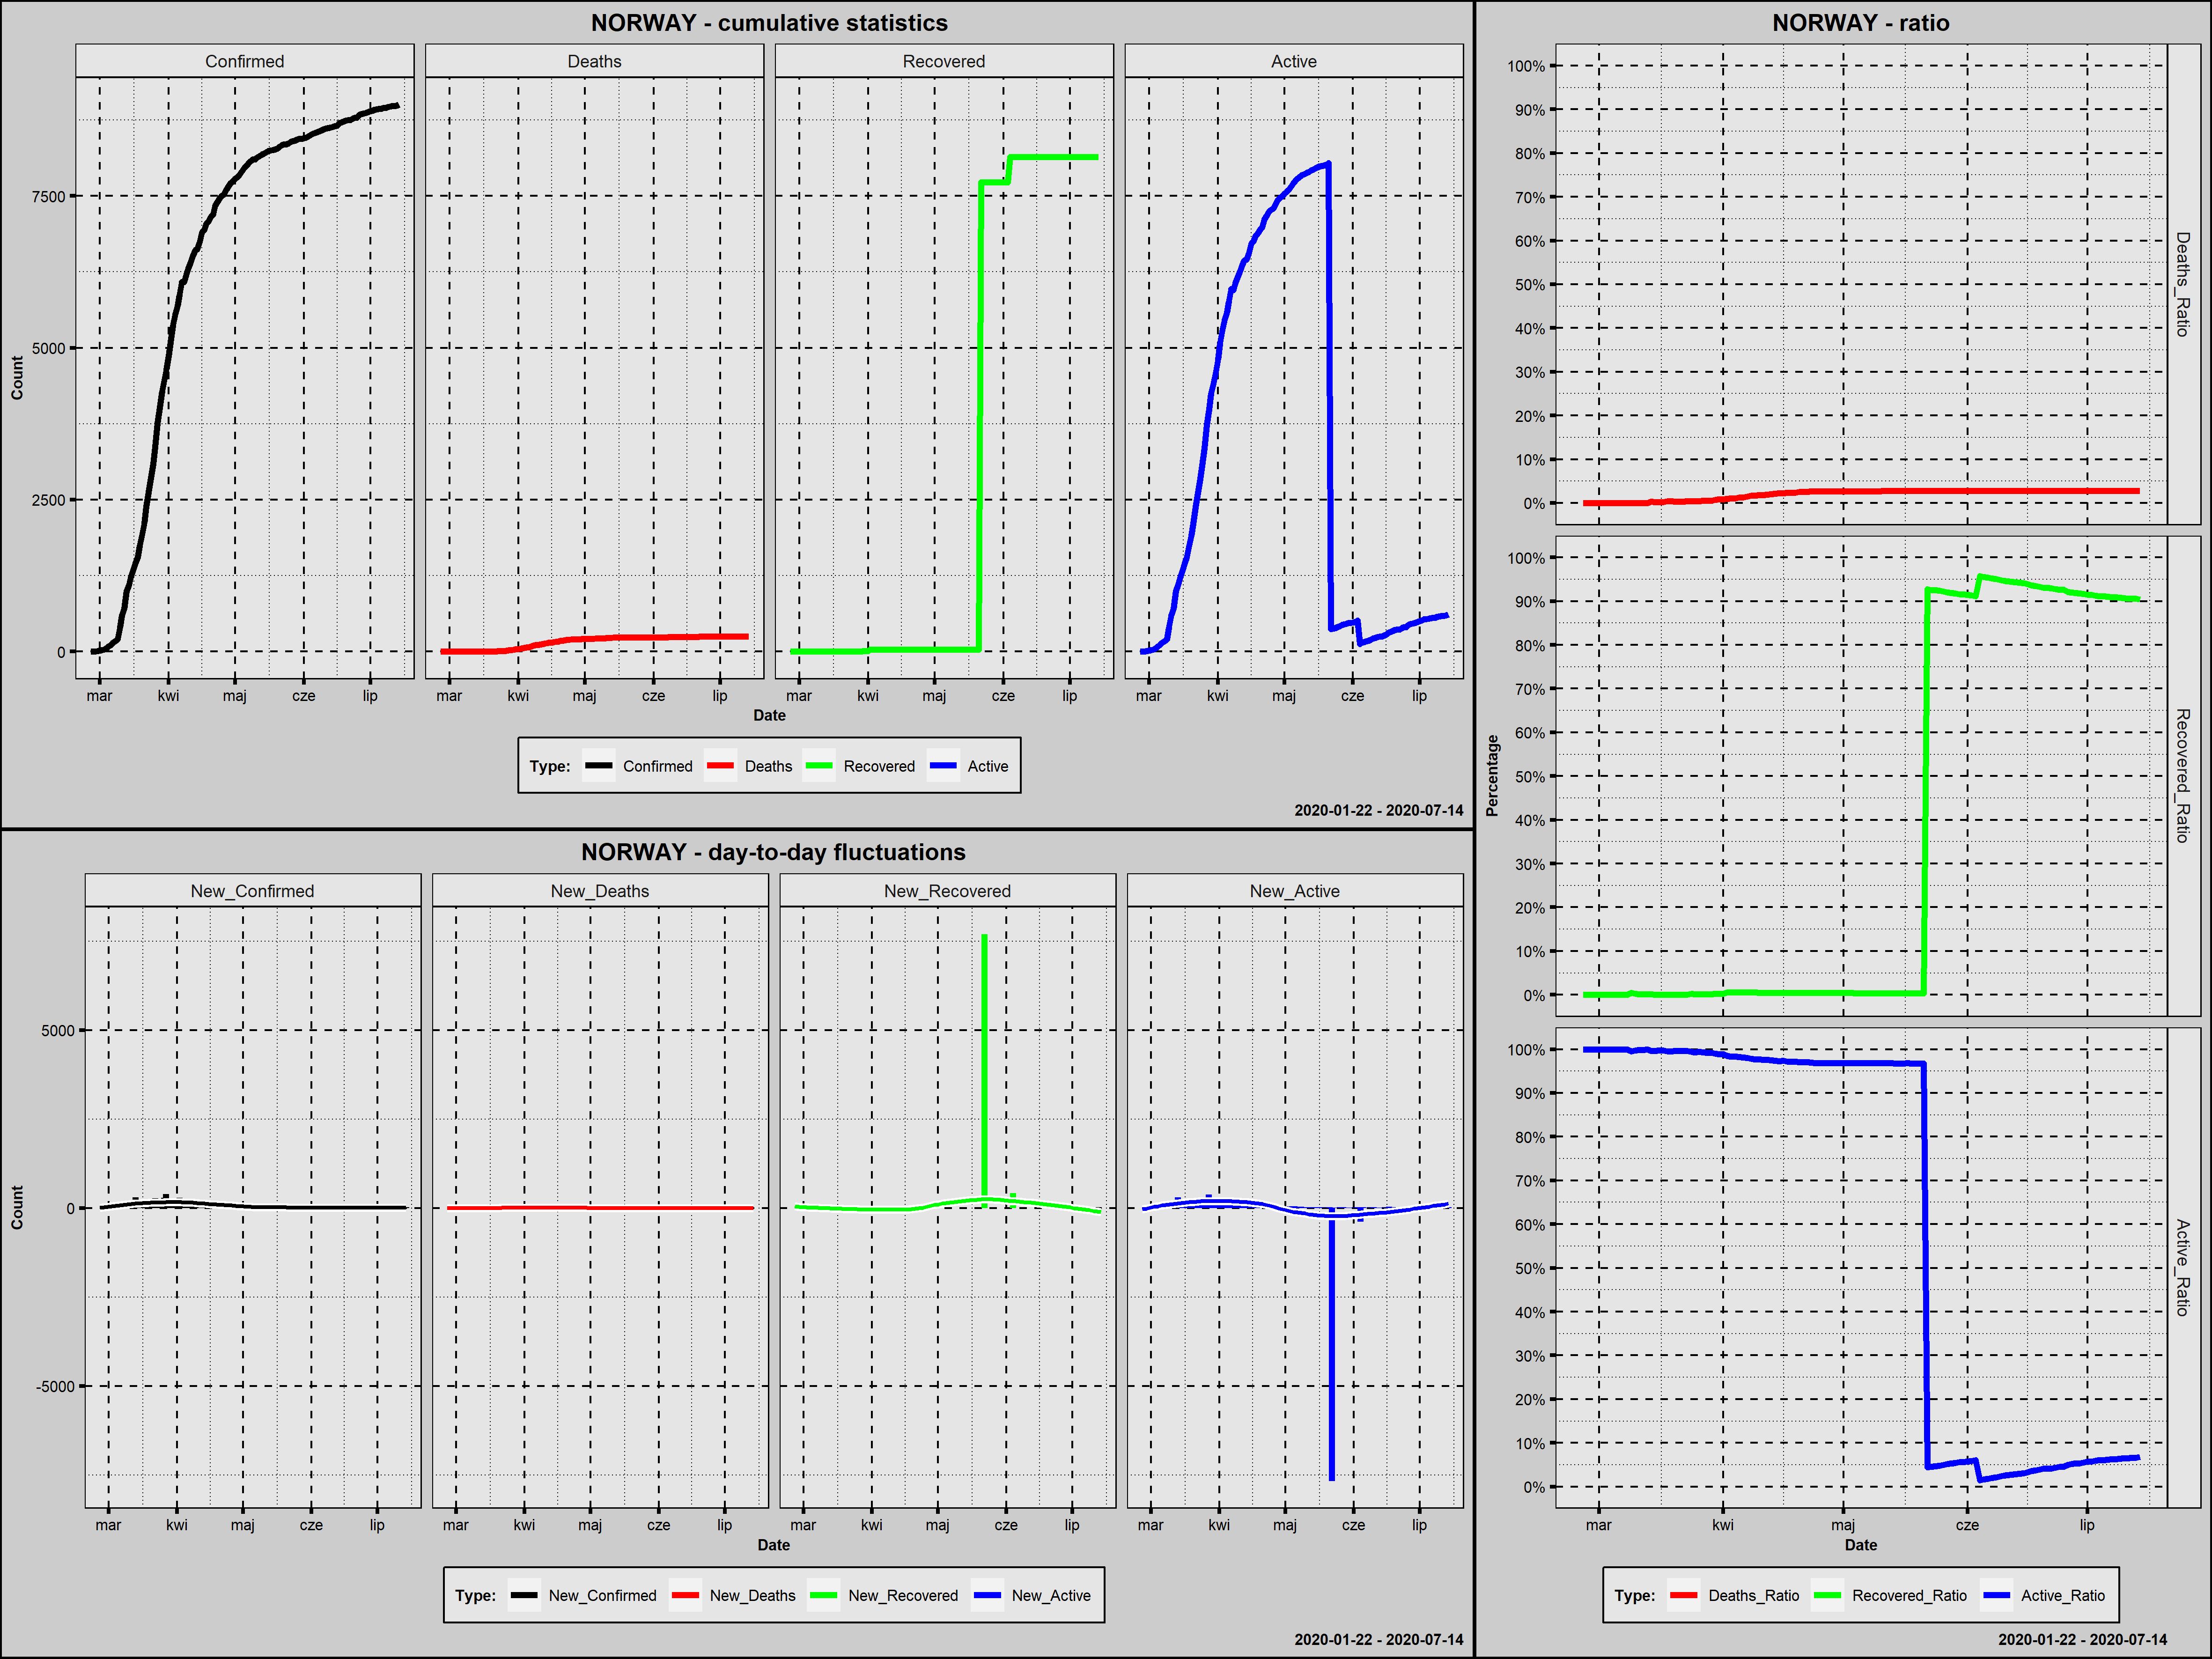 NORWAY - cumulative statistics
Confirmed Deaths Recovered Active
Count
7500
5000
2500
0
mar kwi maj cze lip mar kwi maj cze lip mar kwi maj cze lip mar kwi maj cze lip
Date
Type: Confirmed Deaths Recovered Active
2020-01-22 - 2020-07-14
NORWAY - day-to-day fluctuations
New_Confirmed New_Deaths New_Recovered New_Active
Count
5000
0
-5000
mar kwi maj cze lip mar kwi maj cze lip mar kwi maj cze lip mar kwi maj cze lip
Date
Type: New_Confirmed New_Deaths New_Recovered New_Active
2020-01-22 - 2020-07-14
NORWAY - ratio
Percentage
100%
90%
80%
70%
60%
50%
40%
30%
20%
10%
0%
Deaths_Ratio
100%
90%
80%
70%
60%
50%
40%
30%
20%
10%
0%
Recovered_Ratio
100%
90%
80%
70%
60%
50%
40%
30%
20%
10%
0%
Active_Ratio
mar kwi maj cze lip
Date
Type: Deaths_Ratio Recovered_Ratio Active_Ratio
2020-01-22 - 2020-07-14